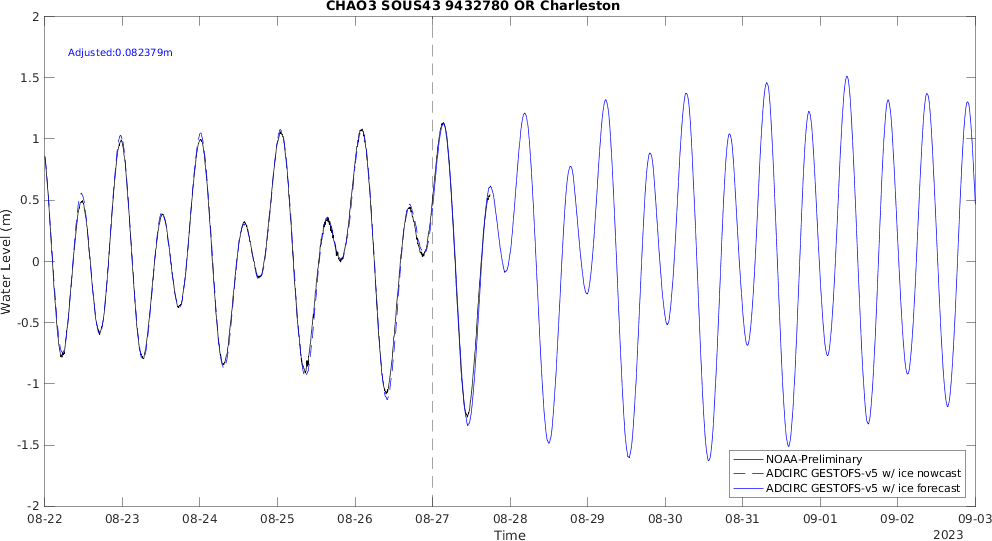 CHAO3 SOUS43 9432780 OR Charleston
Adjusted:0.082379m
2
1.5
1
0.5
0
-0.5
-1
-1.5
-2
Water Level (m)
NOAA-Preliminary
ADCIRC GESTOFS-v5 w/ ice nowcast
ADCIRC GESTOFS-v5 w/ ice forecast
08-22 08-23 08-24 08-25 08-26 08-27 08-28 08-29 08-30 08-31 09-01 09-02 09-03
Time
2023